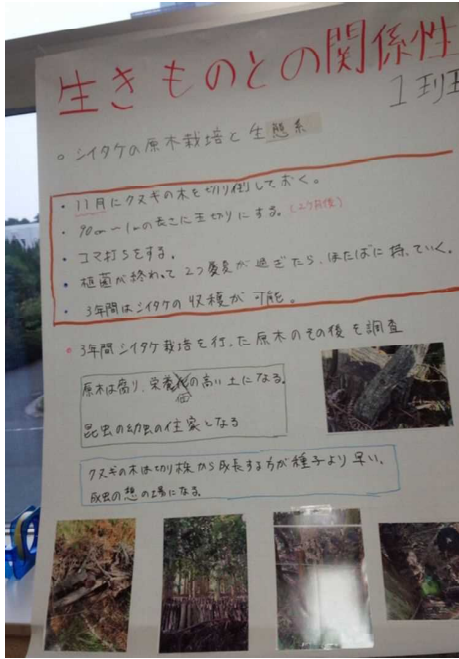 生きものとの関係性
1班
○ シイタケの原木栽培と生態系
・11月にクヌギの木を切り倒しておく。
・90cm〜1mの長さに玉切りにする。(2ヶ月後)
・コマ打ちをする。
・植菌が終わって2つ夏が過ぎたら、ほだばに持っていく。
・3年間はシイタケの収穫が可能。
○ 3年間シイタケ栽培を行った原木のその後を調査
原木は腐り、栄養価の高い土になる。
昆虫の幼虫の住家となる
クヌギの木は切り株から成長する方が種子より早い。
成虫の憩の場になる。